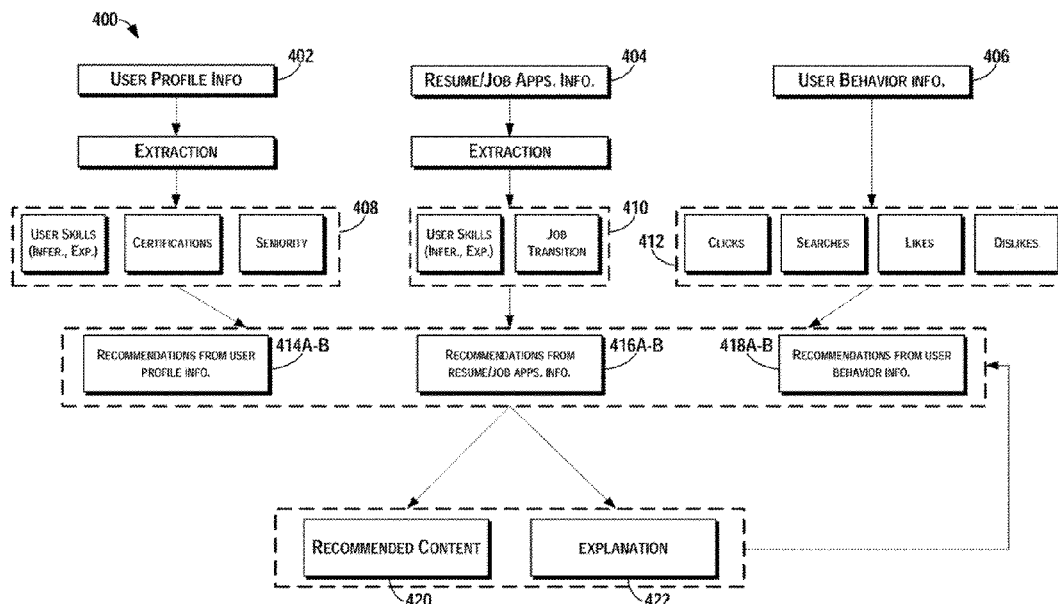 400
402
USER PROFILE INFO
404
RESUME/JOB APPS. INFO.
406
USER BEHAVIOR INFO.
EXTRACTION
EXTRACTION
408
USER SKILLS
(INFER., EXP.)
CERTIFICATIONS
SENIORITY
410
USER SKILLS
(INFER., EXP.)
JOB
TRANSITION
412
CLICKS
SEARCHES
LIKES
DISLIKES
414A-B
RECOMMENDATIONS FROM USER
PROFILE INFO.
416A-B
RECOMMENDATIONS FROM
RESUME/JOB APPS. INFO.
418A-B
RECOMMENDATIONS FROM USER
BEHAVIOR INFO.
RECOMMENDED CONTENT
EXPLANATION
420
422